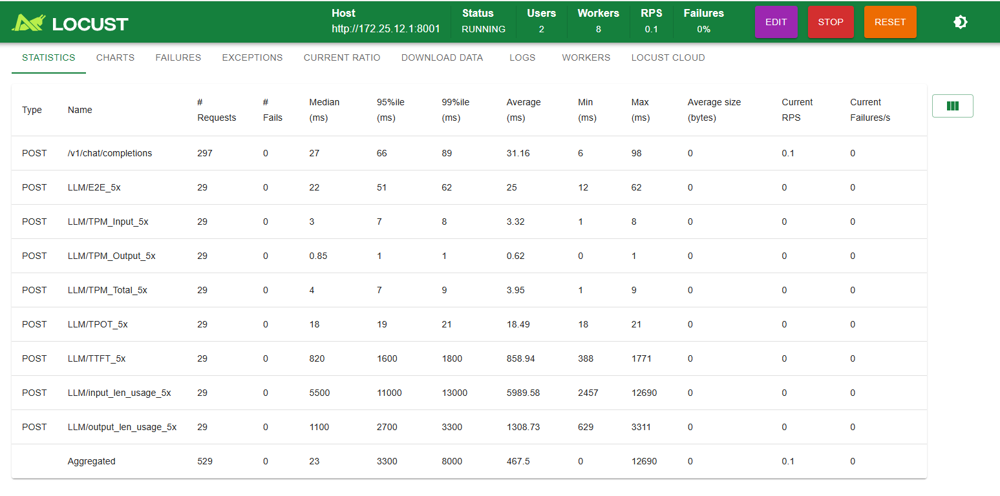 LOCUST
Host
http://172.25.12.1:8001
Status
RUNNING
Users
2
Workers
8
RPS
0.1
Failures
0%
EDIT
STOP
RESET
STATISTICS CHARTS FAILURES EXCEPTIONS CURRENT RATIO DOWNLOAD DATA LOGS WORKERS LOCUST CLOUD
Type Name # Requests # Fails Median (ms) 95%ile (ms) 99%ile (ms) Average (ms) Min (ms) Max (ms) Average size (bytes) Current RPS Current Failures/s
POST /v1/chat/completions 297 0 27 66 89 31.16 6 98 0 0.1 0
POST LLM/E2E_5x 29 0 22 51 62 25 12 62 0 0 0
POST LLM/TPM_Input_5x 29 0 3 7 8 3.32 1 8 0 0 0
POST LLM/TPM_Output_5x 29 0 0.85 1 1 0.62 0 1 0 0 0
POST LLM/TPM_Total_5x 29 0 4 7 9 3.95 1 9 0 0 0
POST LLM/TPOT_5x 29 0 18 19 21 18.49 18 21 0 0 0
POST LLM/TTFT_5x 29 0 820 1600 1800 858.94 388 1771 0 0 0
POST LLM/input_len_usage_5x 29 0 5500 11000 13000 5989.58 2457 12690 0 0 0
POST LLM/output_len_usage_5x 29 0 1100 2700 3300 1308.73 629 3311 0 0 0
Aggregated 529 0 23 3300 8000 467.5 0 12690 0 0.1 0